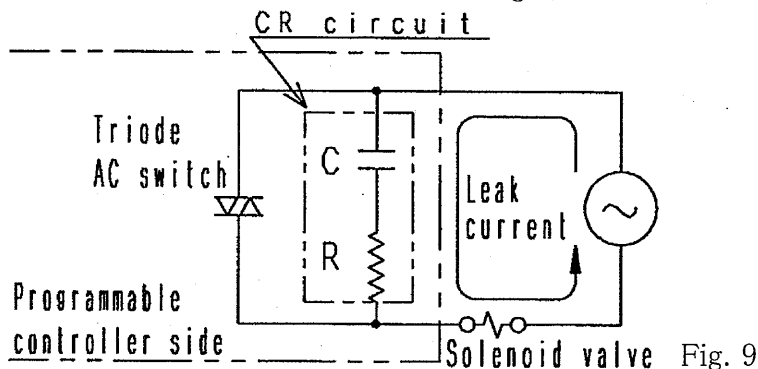 CR circuit
Triode
AC switch
C
R
Leak
current
Programmable
controller side
Solenoid valve Fig. 9